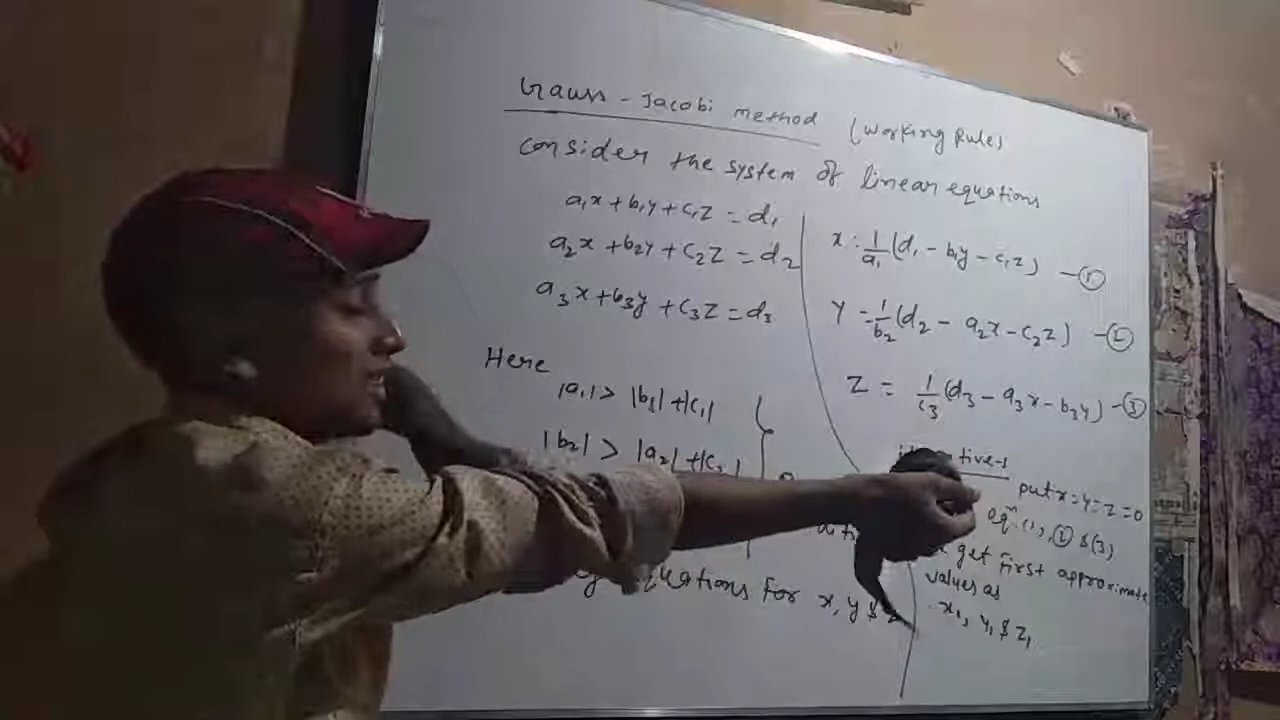 Gauss - Jacobi method (Working Rule)
Consider the system of linear equations
a₁x + b₁y + c₁z = d₁
a₂x + b₂y + c₂z = d₂
a₃x + b₃y + c₃z = d₃
Here
|a₁| > |b₁| + |c₁|
|b₂| > |a₂| + |c₂|
equations for x, y &
x = 1/a₁ (d₁ - b₁y - c₁z) - ①
Y = 1/b₂ (d₂ - a₂x - c₂z) - ②
Z = 1/c₃ (d₃ - a₃x - b₃y) - ③
put x = y = z = 0
eqⁿ (1), ② & (3),
get first approximate
values as
x₁, y₁ & z₁